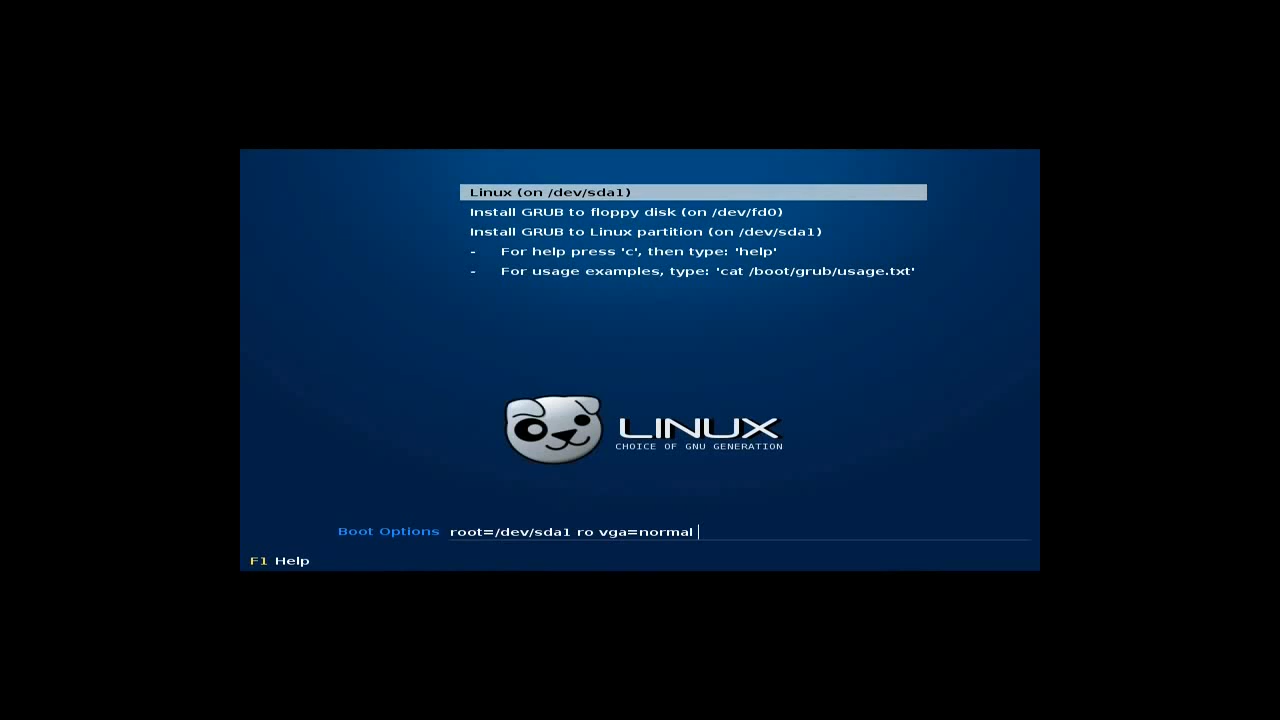 Linux (on /dev/sda1)
Install GRUB to floppy disk (on /dev/fd0)
Install GRUB to Linux partition (on /dev/sda1)
- For help press 'c', then type: 'help'
- For usage examples, type: 'cat /boot/grub/usage.txt'
LINUX
CHOICE OF GNU GENERATION
Boot Options root=/dev/sda1 ro vga=normal
F1 Help